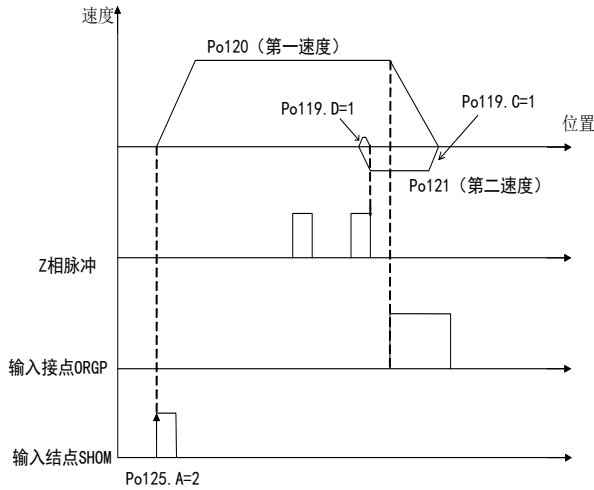 速度
Po120（第一速度）
Po119.D=1
Po119.C=1
位置
Po121（第二速度）
Z相脉冲
输入接点ORGP
输入结点SHOM
Po125.A=2